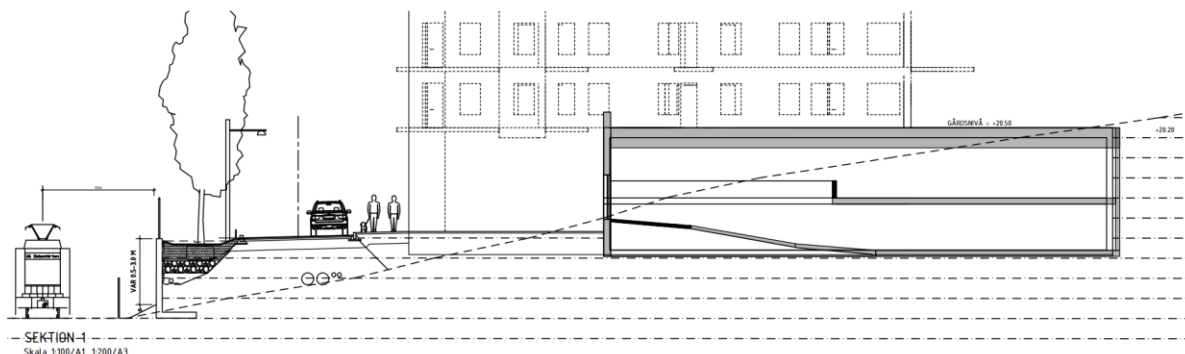 GÅRDSNIVÅ = +20.50
+20.20
VAR 0.5-3.0 M
SEKTION 1
Skala 1:100/A1 1:200/A3